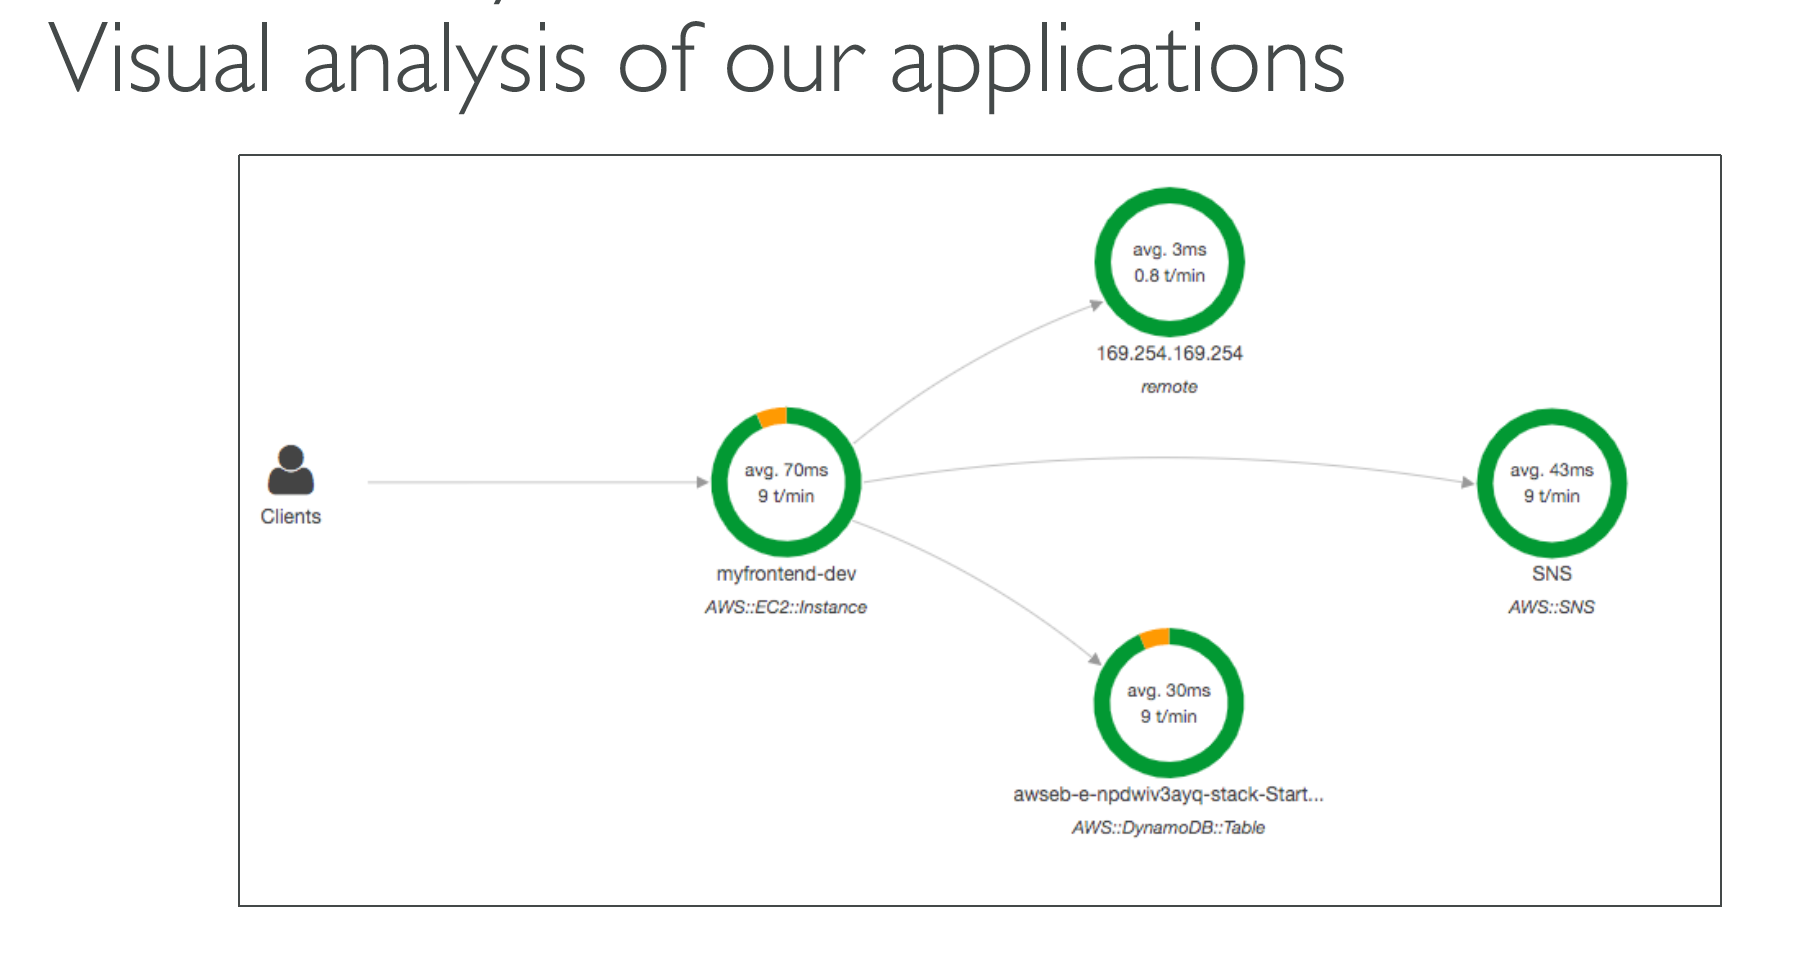 Visual analysis of our applications
avg. 3ms
0.8 t/min
169.254.169.254
remote
Clients
avg. 70ms
9 t/min
myfrontend-dev
AWS::EC2::Instance
avg. 43ms
9 t/min
SNS
AWS::SNS
avg. 30ms
9 t/min
awseb-e-npdwiv3ayq-stack-Start...
AWS::DynamoDB::Table